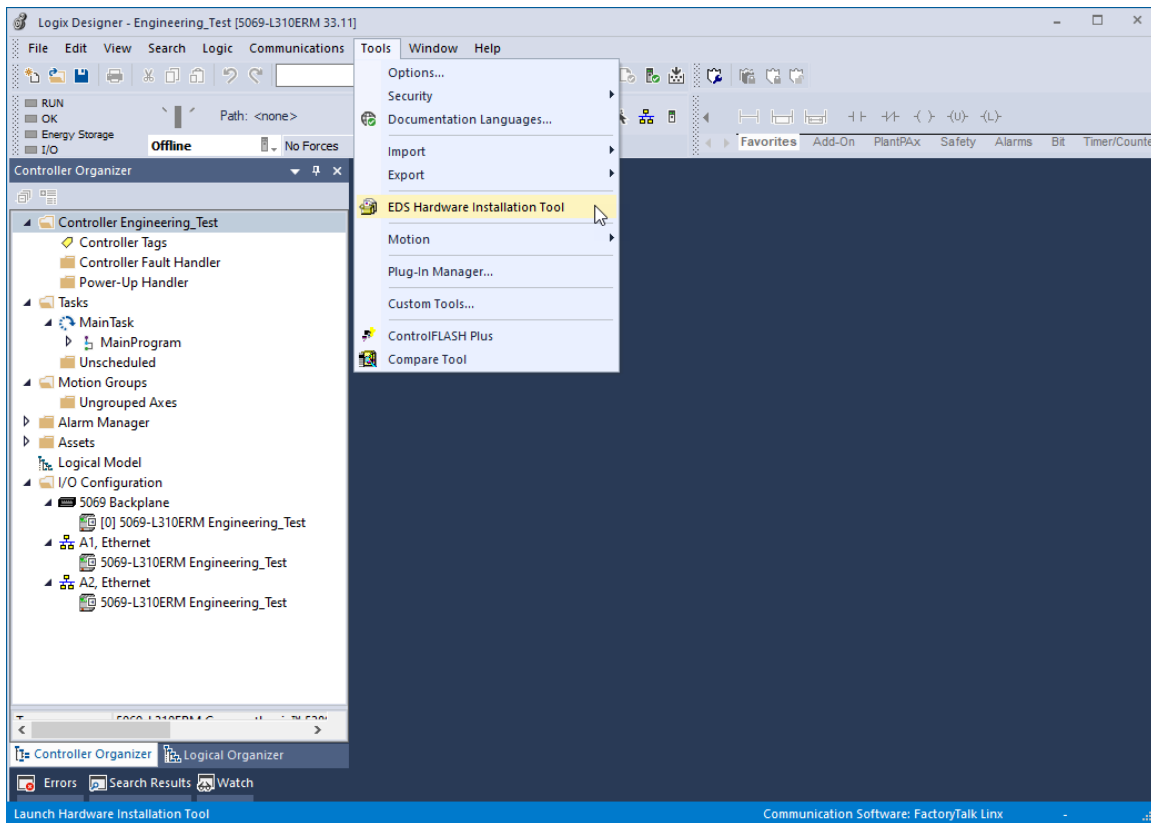 Logix Designer - Engineering_Test [5069-L310ERM 33.11]
File Edit View Search Logic Communications Tools Window Help
RUN
OK
Energy Storage
I/O
Path: <none>
Offline
No Forces
Favorites Add-On PlantPAx Safety Alarms Bit Timer/Counte
Options...
Security
Documentation Languages...
Import
Export
EDS Hardware Installation Tool
Motion
Plug-In Manager...
Custom Tools...
ControlFLASH Plus
Compare Tool
Controller Organizer
Controller Engineering_Test
Controller Tags
Controller Fault Handler
Power-Up Handler
Tasks
MainTask
MainProgram
Unscheduled
Motion Groups
Ungrouped Axes
Alarm Manager
Assets
Logical Model
I/O Configuration
5069 Backplane
[0] 5069-L310ERM Engineering_Test
A1, Ethernet
5069-L310ERM Engineering_Test
A2, Ethernet
5069-L310ERM Engineering_Test
Controller Organizer Logical Organizer
Errors Search Results Watch
Launch Hardware Installation Tool
Communication Software: FactoryTalk Linx